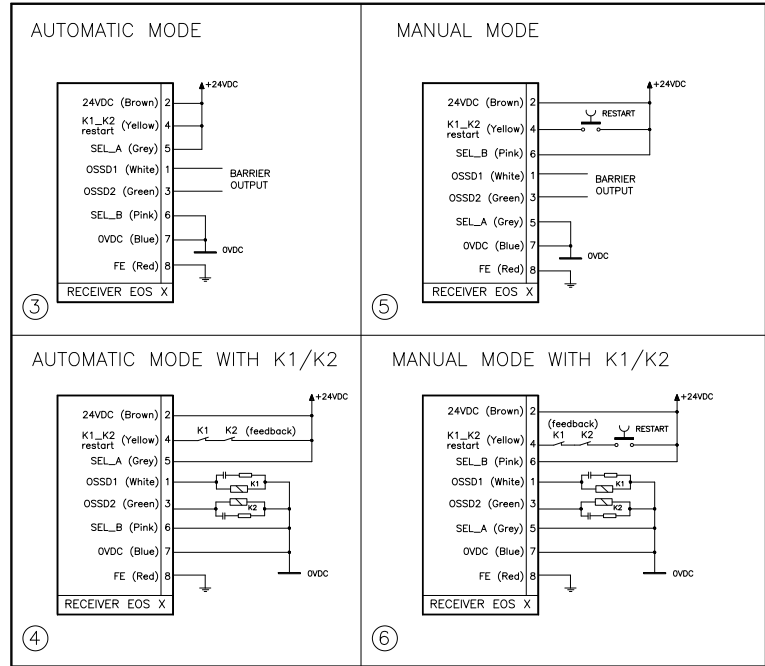 AUTOMATIC MODE
+24VDC
24VDC (Brown) 2
K1_K2
restart (Yellow) 4
SEL_A (Grey) 5
OSSD1 (White) 1
BARRIER
OUTPUT
OSSD2 (Green) 3
SEL_B (Pink) 6
0VDC (Blue) 7
0VDC
FE (Red) 8
RECEIVER EOS X
3
MANUAL MODE
+24VDC
24VDC (Brown) 2
RESTART
K1_K2
restart (Yellow) 4
SEL_B (Pink) 6
OSSD1 (White) 1
BARRIER
OUTPUT
OSSD2 (Green) 3
SEL_A (Grey) 5
0VDC (Blue) 7
0VDC
FE (Red) 8
RECEIVER EOS X
5
AUTOMATIC MODE WITH K1/K2
+24VDC
24VDC (Brown) 2
K1 K2 (feedback)
K1_K2
restart (Yellow) 4
SEL_A (Grey) 5
OSSD1 (White) 1
K1
OSSD2 (Green) 3
K2
SEL_B (Pink) 6
0VDC (Blue) 7
FE (Red) 8
0VDC
RECEIVER EOS X
4
MANUAL MODE WITH K1/K2
+24VDC
24VDC (Brown) 2
(feedback)
K1 K2
RESTART
K1_K2
restart (Yellow) 4
SEL_B (Pink) 6
OSSD1 (White) 1
K1
OSSD2 (Green) 3
K2
SEL_A (Grey) 5
0VDC (Blue) 7
FE (Red) 8
0VDC
RECEIVER EOS X
6